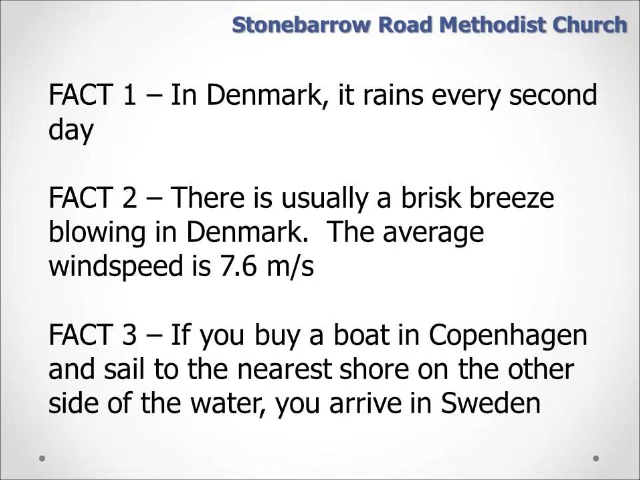 Stonebarrow Road Methodist Church
FACT 1 – In Denmark, it rains every second
day
FACT 2 – There is usually a brisk breeze
blowing in Denmark.  The average
windspeed is 7.6 m/s
FACT 3 – If you buy a boat in Copenhagen
and sail to the nearest shore on the other
side of the water, you arrive in Sweden